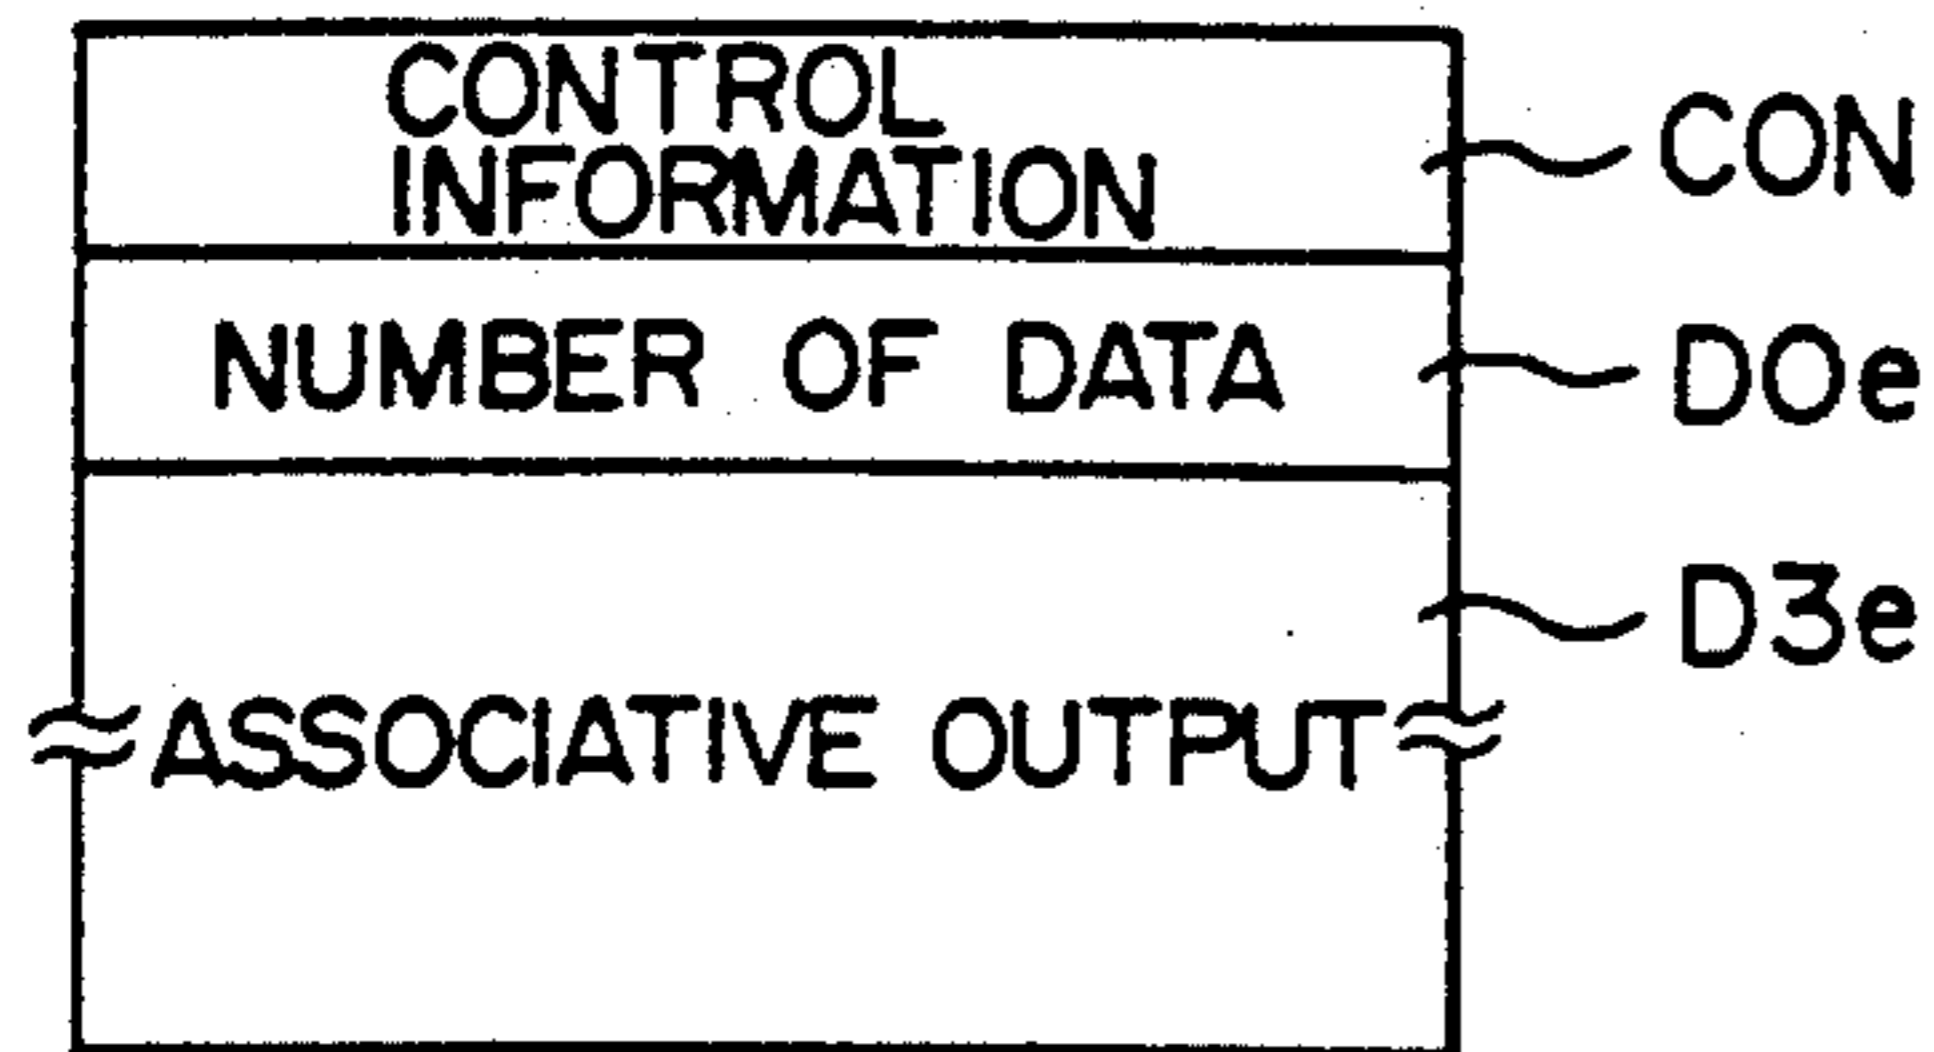 CONTROL
INFORMATION
CON
NUMBER OF DATA
D0e
D3e
ASSOCIATIVE OUTPUT